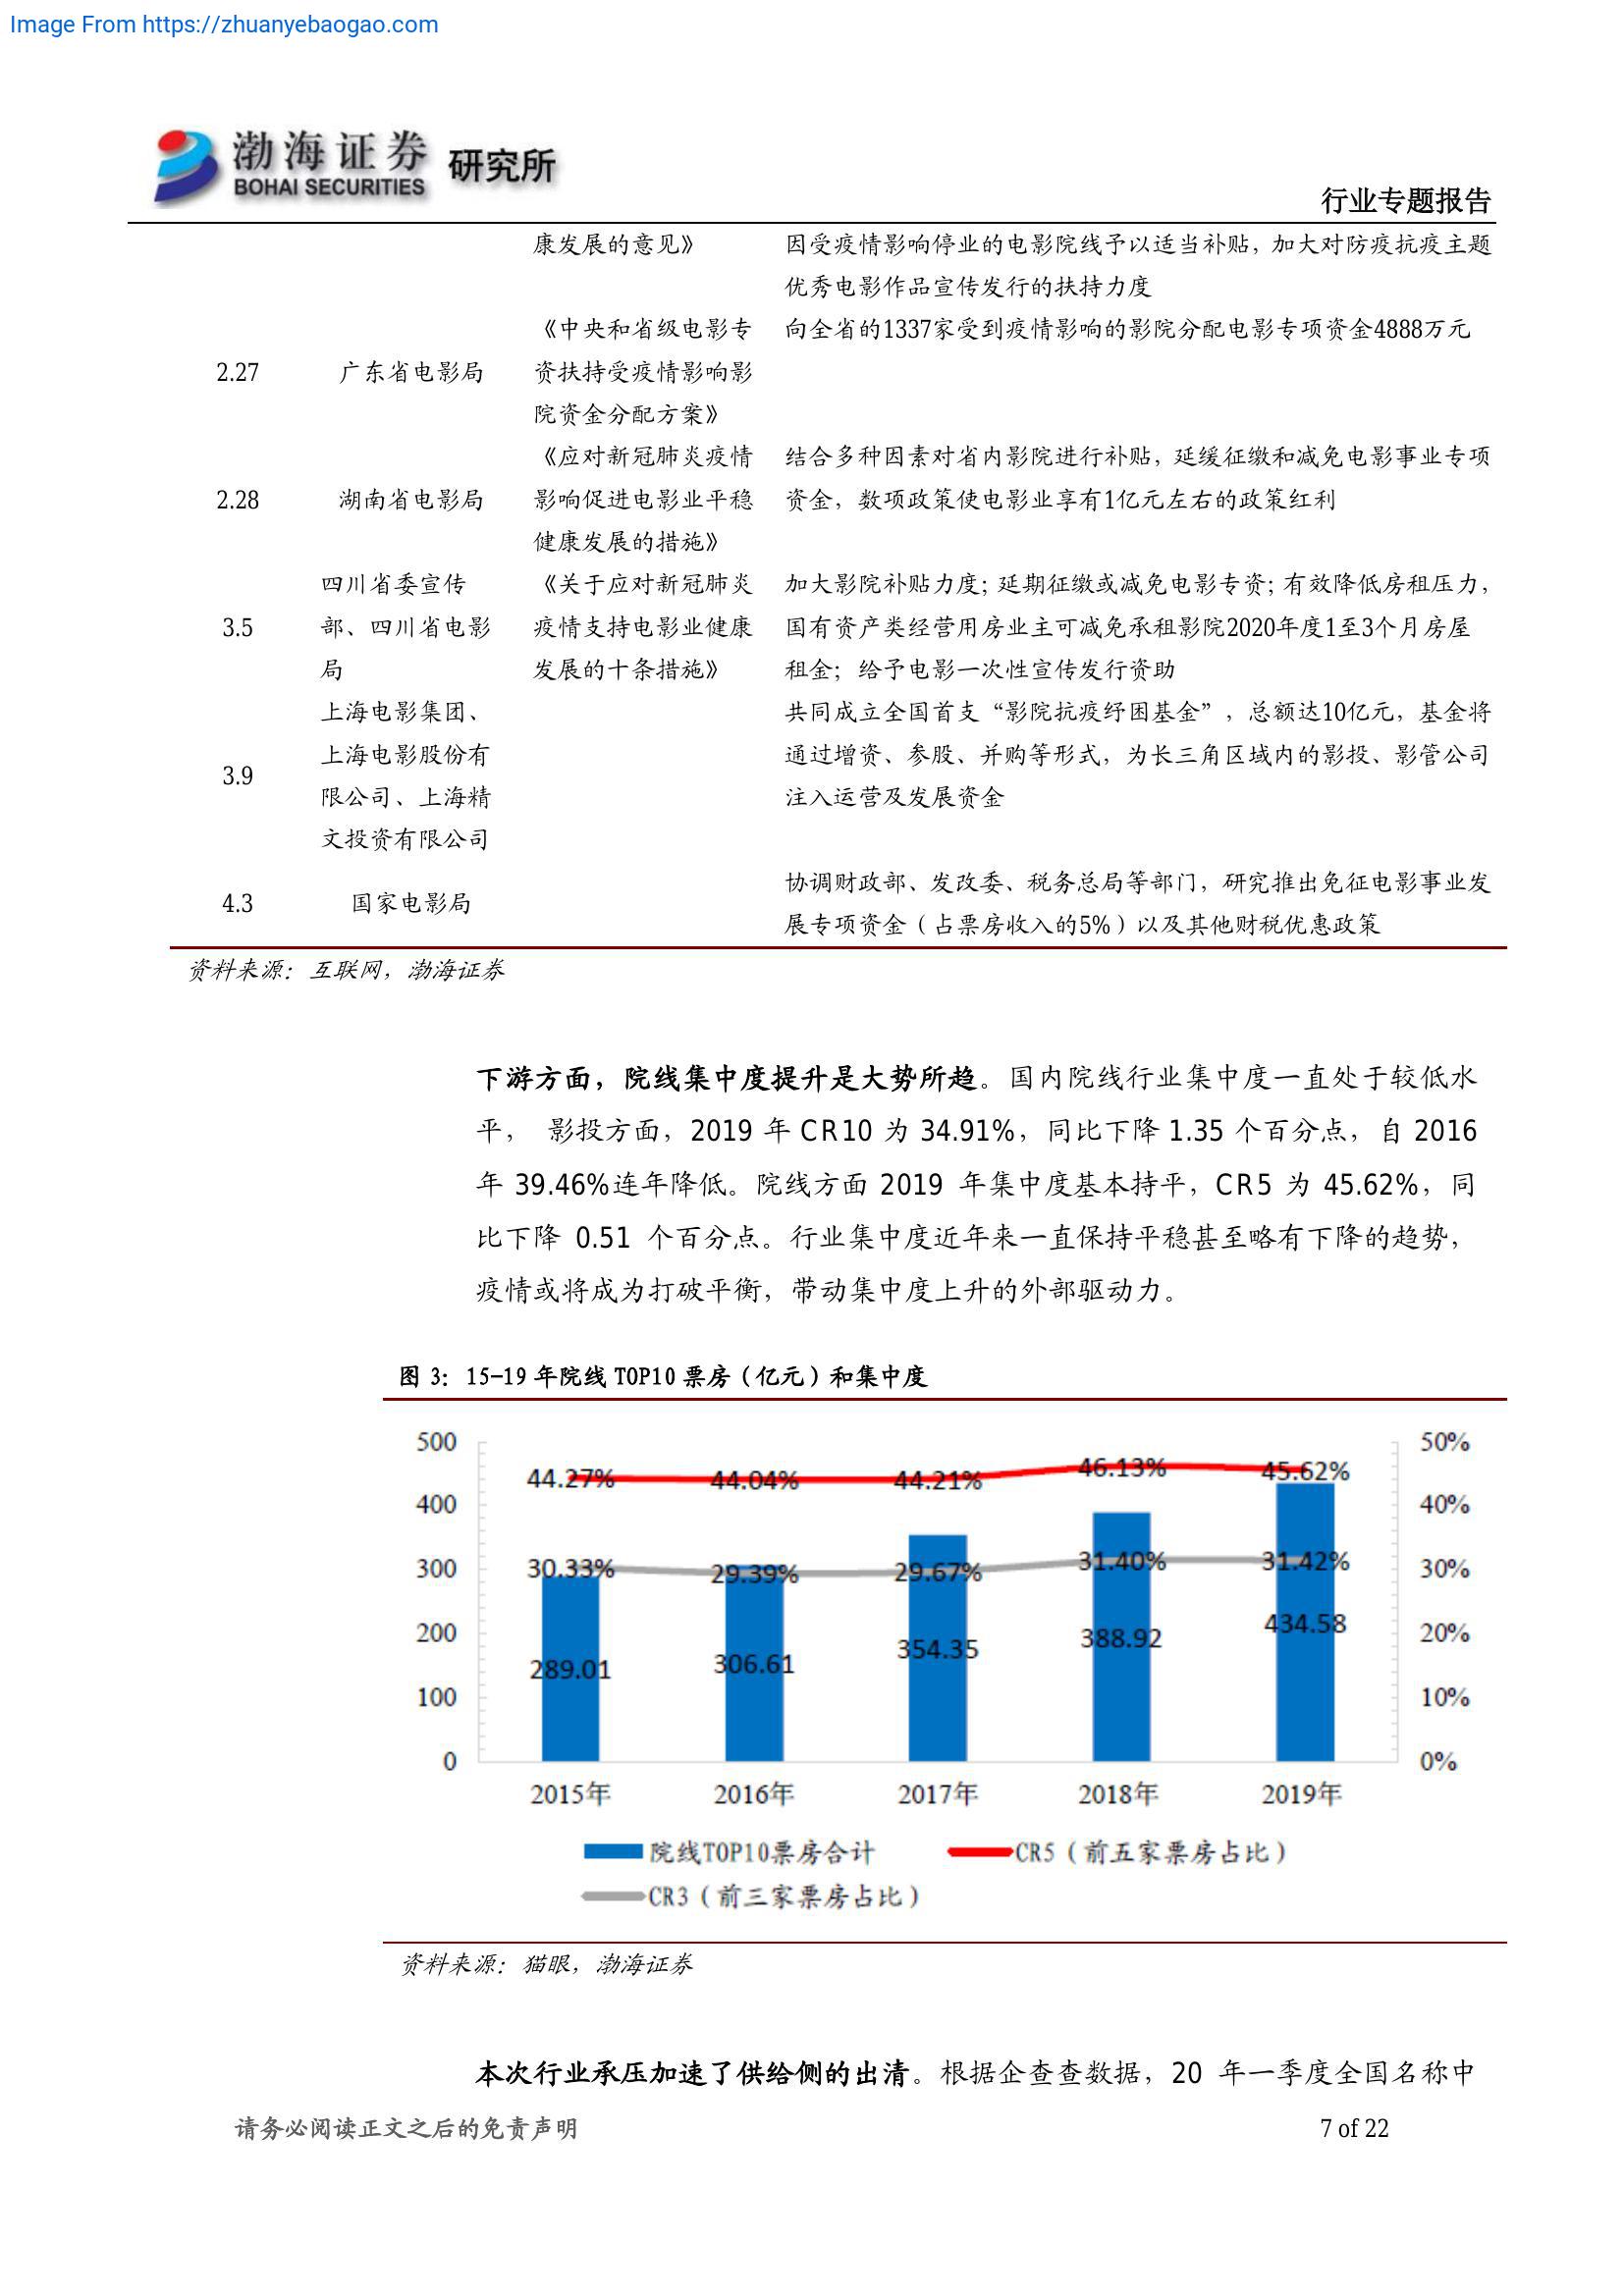 Image From https://zhuanyebaogao.com
渤海证券 研究所
BOHAI SECURITIES
行业专题报告
康发展的意见》 因受疫情影响停业的电影院线予以适当补贴，加大对防疫抗疫主题
优秀电影作品宣传发行的扶持力度
《中央和省级电影专 向全省的1337家受到疫情影响的影院分配电影专项资金4888万元
2.27 广东省电影局 资扶持受疫情影响影
院资金分配方案》
《应对新冠肺炎疫情 结合多种因素对省内影院进行补贴，延缓征缴和减免电影事业专项
2.28 湖南省电影局 影响促进电影业平稳 资金，数项政策使电影业享有1亿元左右的政策红利
健康发展的措施》
四川省委宣传 《关于应对新冠肺炎 加大影院补贴力度；延期征缴或减免电影专资；有效降低房租压力，
3.5 部、四川省电影 疫情支持电影业健康 国有资产类经营用房业主可减免承租影院2020年度1至3个月房屋
局 发展的十条措施》 租金；给予电影一次性宣传发行资助
上海电影集团、 共同成立全国首支“影院抗疫纾困基金”，总额达10亿元，基金将
上海电影股份有 通过增资、参股、并购等形式，为长三角区域内的影投、影管公司
3.9
限公司、上海精 注入运营及发展资金
文投资有限公司
协调财政部、发改委、税务总局等部门，研究推出免征电影事业发
4.3 国家电影局
展专项资金（占票房收入的5%）以及其他财税优惠政策
资料来源：互联网，渤海证券
下游方面，院线集中度提升是大势所趋。国内院线行业集中度一直处于较低水
平， 影投方面，2019 年 CR10 为 34.91%，同比下降 1.35 个百分点，自 2016
年 39.46%连年降低。院线方面 2019 年集中度基本持平，CR5 为 45.62%，同
比下降 0.51 个百分点。行业集中度近年来一直保持平稳甚至略有下降的趋势，
疫情或将成为打破平衡，带动集中度上升的外部驱动力。
图 3：15-19 年院线 TOP10 票房（亿元）和集中度
500 50%
44.27% 44.04% 44.21% 46.13% 45.62%
400 40%
300 30.33% 29.39% 29.67% 31.40% 31.42% 30%
200 289.01 306.61 354.35 388.92 434.58 20%
100 10%
0 0%
2015年 2016年 2017年 2018年 2019年
院线TOP10票房合计 CR5（前五家票房占比）
CR3（前三家票房占比）
资料来源：猫眼，渤海证券
本次行业承压加速了供给侧的出清。根据企查查数据，20 年一季度全国名称中
请务必阅读正文之后的免责声明 7 of 22